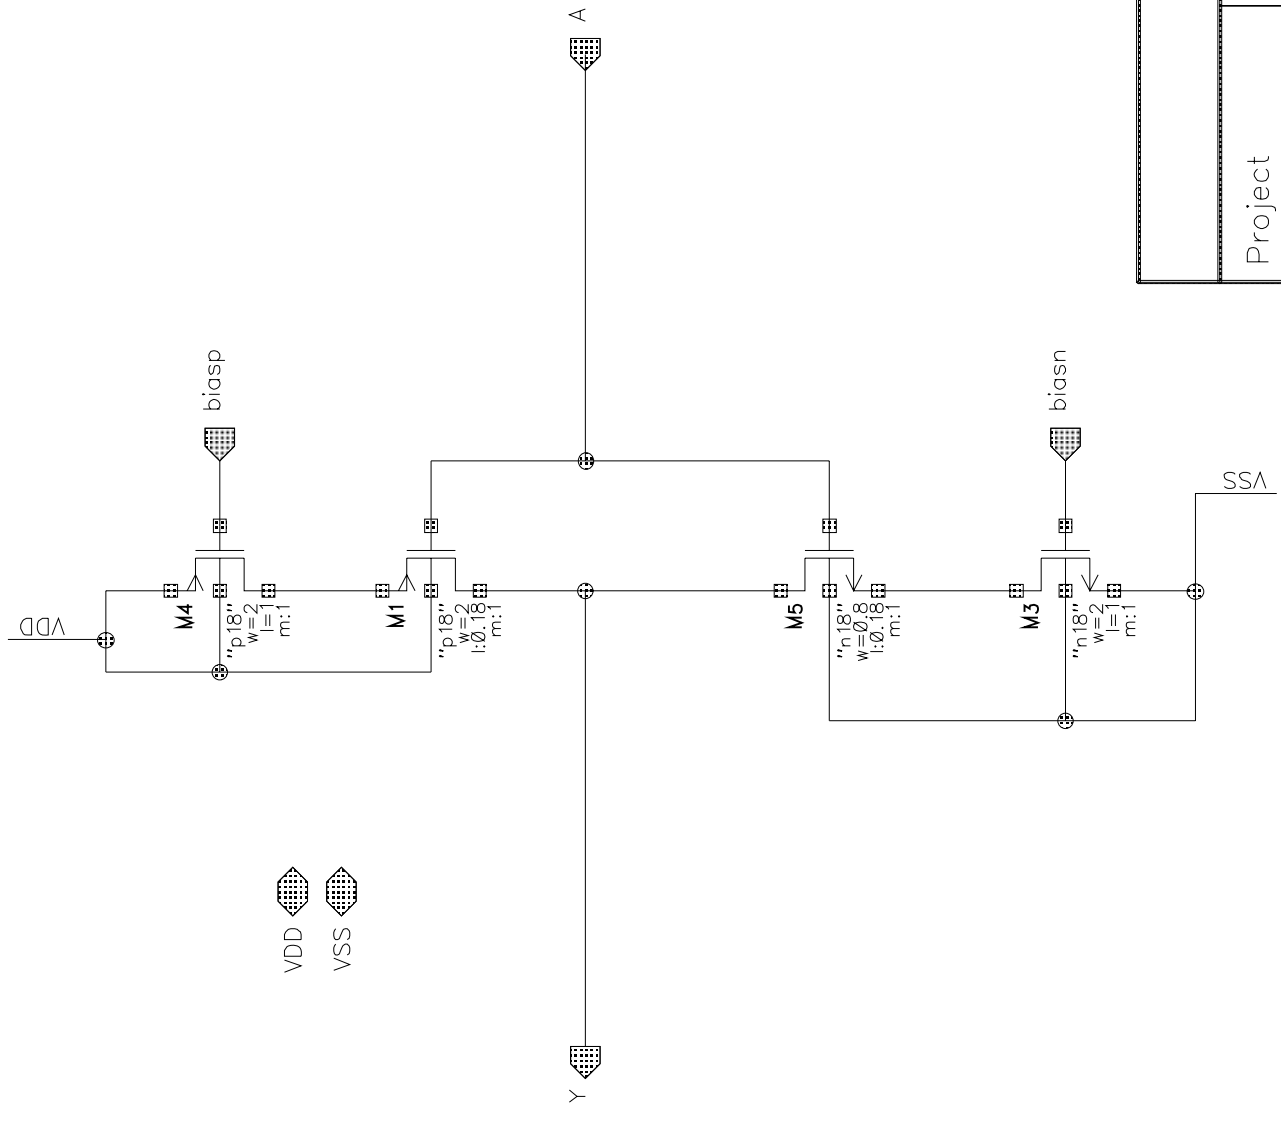 A
Project
biasp
biasn
VDD
VSS
M4
"p18"
w=2
l=1
m:1
M1
"p18"
w=2
l:0.18
m:1
M5
"n18"
w=0.8
l:0.18
m:1
M3
"n18"
w=2
l=1
m:1
VDD
VSS
Y